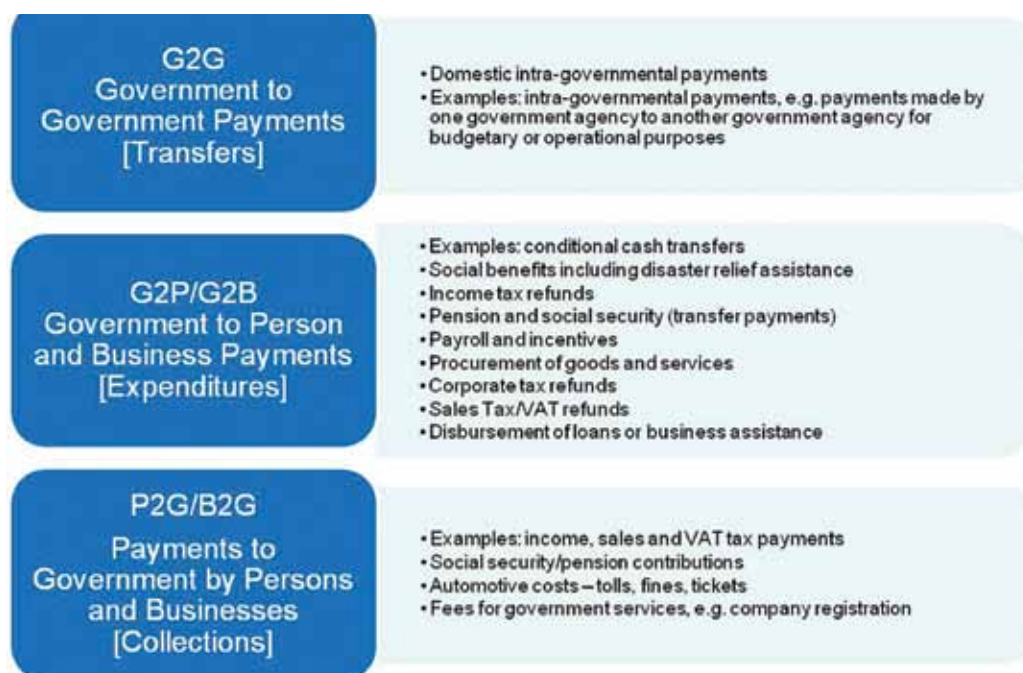 G2G
Government to
Government Payments
[Transfers]
• Domestic intra-governmental payments
• Examples: intra-governmental payments, e.g. payments made by
one government agency to another government agency for
budgetary or operational purposes
G2P/G2B
Government to Person
and Business Payments
[Expenditures]
• Examples: conditional cash transfers
• Social benefits including disaster relief assistance
• Income tax refunds
• Pension and social security (transfer payments)
• Payroll and incentives
• Procurement of goods and services
• Corporate tax refunds
• Sales Tax/VAT refunds
• Disbursement of loans or business assistance
P2G/B2G
Payments to
Government by Persons
and Businesses
[Collections]
• Examples: income, sales and VAT tax payments
• Social security/pension contributions
• Automotive costs – tolls, fines, tickets
• Fees for government services, e.g. company registration